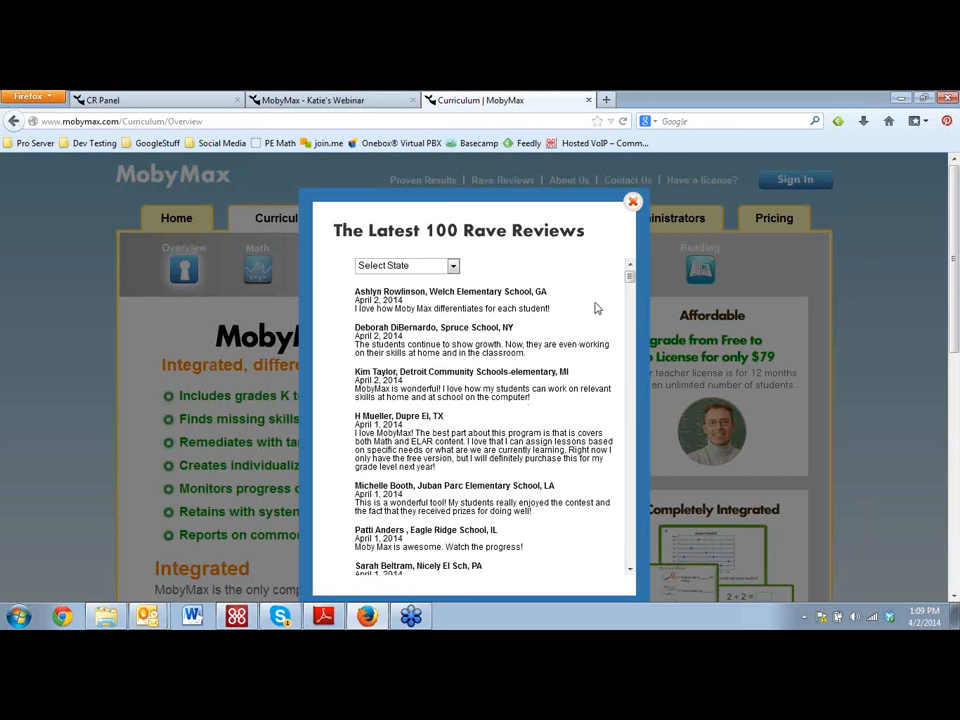 Firefox
CR Panel
MobyMax - Katie's Webinar
Curriculum | MobyMax
www.mobymax.com/Curriculum/Overview
Google
Pro Server
Dev Testing
GoogleStuff
Social Media
PE Math
join.me
Onebox® Virtual PBX
Basecamp
Feedly
Hosted VoIP – Comm...
MobyMax
Proven Results | Rave Reviews | About Us | Contact Us | Have a license?
Sign In
Home
Curricul
ninistrators
Pricing
Overview
Math
Reading
The Latest 100 Rave Reviews
Select State
Ashlyn Rowlinson, Welch Elementary School, GA
April 2, 2014
I love how Moby Max differentiates for each student!
Deborah DiBernardo, Spruce School, NY
April 2, 2014
The students continue to show growth. Now, they are even working
on their skills at home and in the classroom.
Kim Taylor, Detroit Community Schools-elementary, MI
April 2, 2014
MobyMax is wonderful! I love how my students can work on relevant
skills at home and at school on the computer!
H Mueller, Dupre El, TX
April 1, 2014
I love MobyMax! The best part about this program is that is covers
both Math and ELAR content. I love that I can assign lessons based
on specific needs or what are we are currently learning. Right now I
only have the free version, but I will definitely purchase this for my
grade level next year!
Michelle Booth, Juban Parc Elementary School, LA
April 1, 2014
This is a wonderful tool! My students really enjoyed the contest and
the fact that they received prizes for doing well!
Patti Anders , Eagle Ridge School, IL
April 1, 2014
Moby Max is awesome. Watch the progress!
Sarah Beltram, Nicely El Sch, PA
April 1, 2014
MobyM
Integrated, differe
Includes grades K t
Finds missing skills
Remediates with ta
Creates individualiz
Monitors progress o
Retains with system
Reports on commo
Integrated
MobyMax is the only comp
Affordable
grade from Free to
o License for only $79
r teacher license is for 12 months
an unlimited number of students.
Completely Integrated
2 + 2 =
1:09 PM
4/2/2014